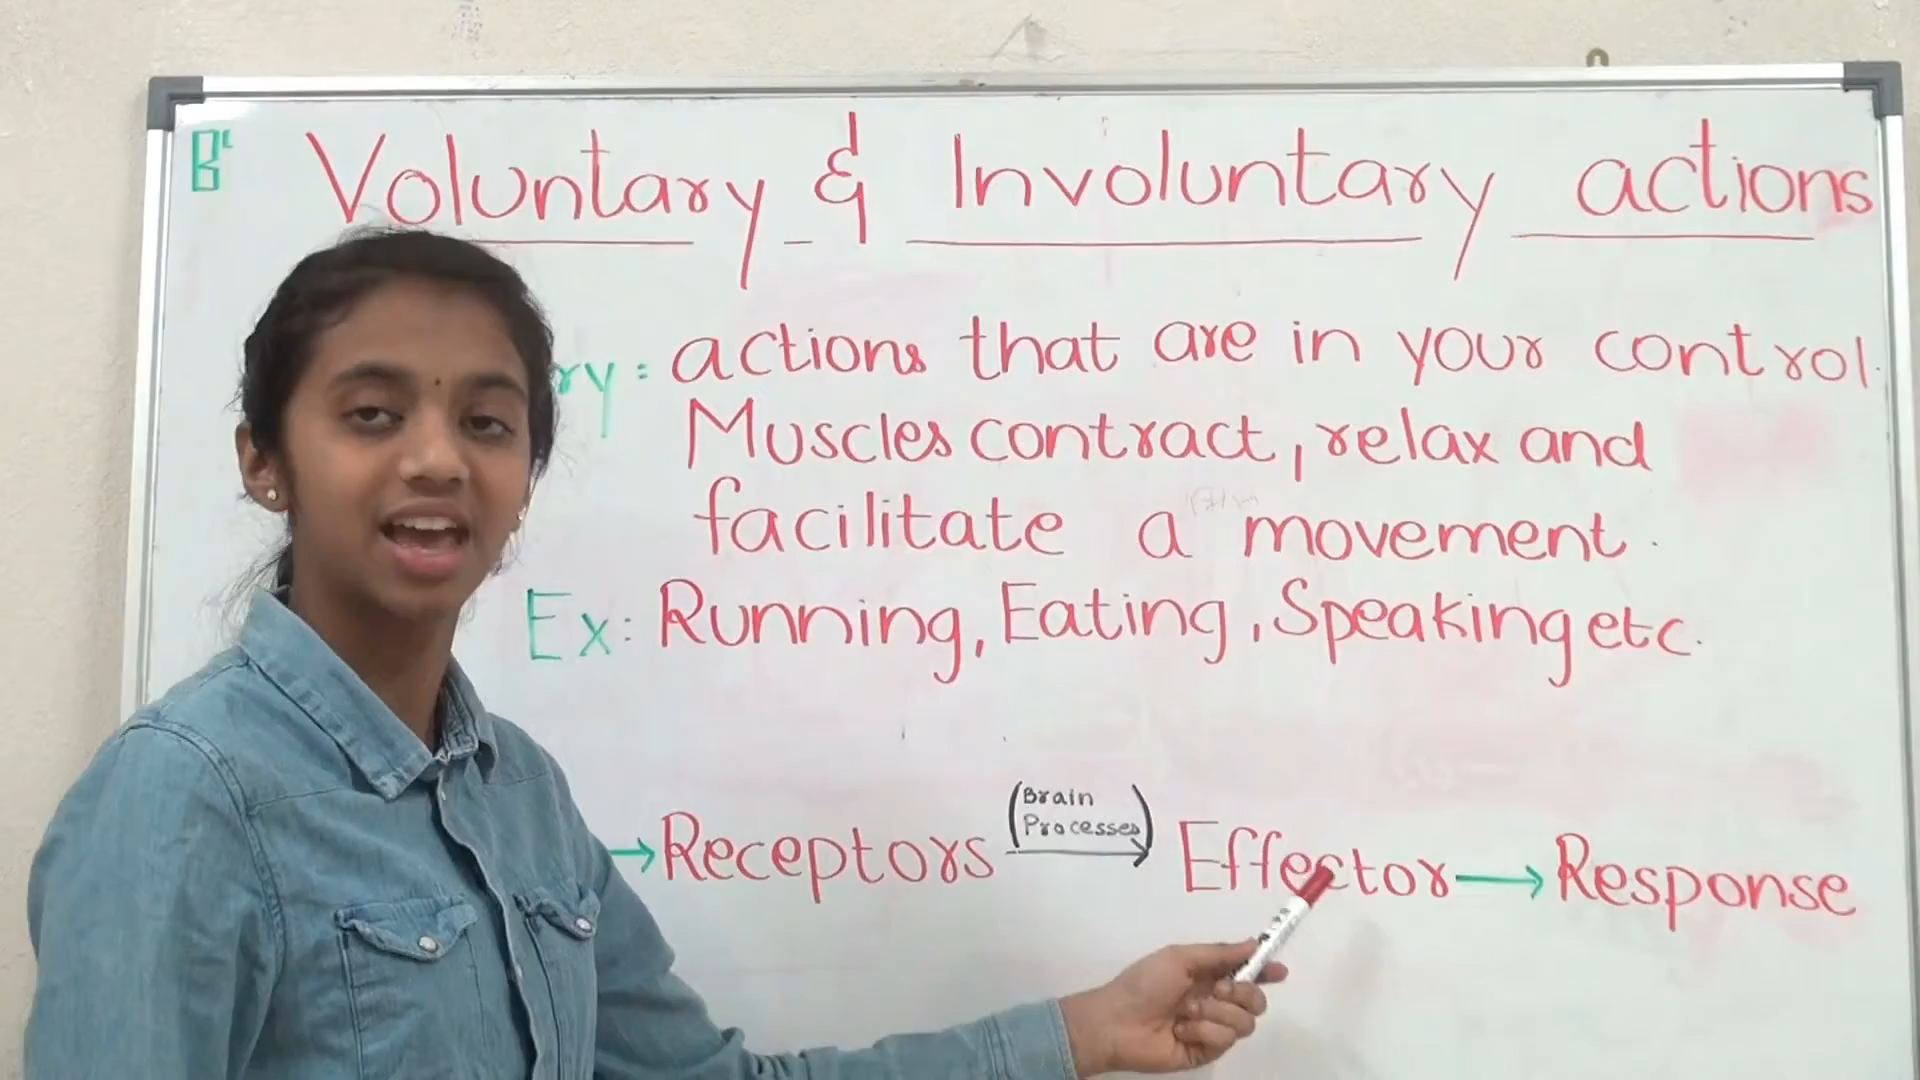 Voluntary & Involuntary actions
ry: actions that are in your control.
Muscles contract, relax and
facilitate a movement.
Ex: Running, Eating, Speaking etc.
(Brain
Processes)
→Receptors → Effector → Response